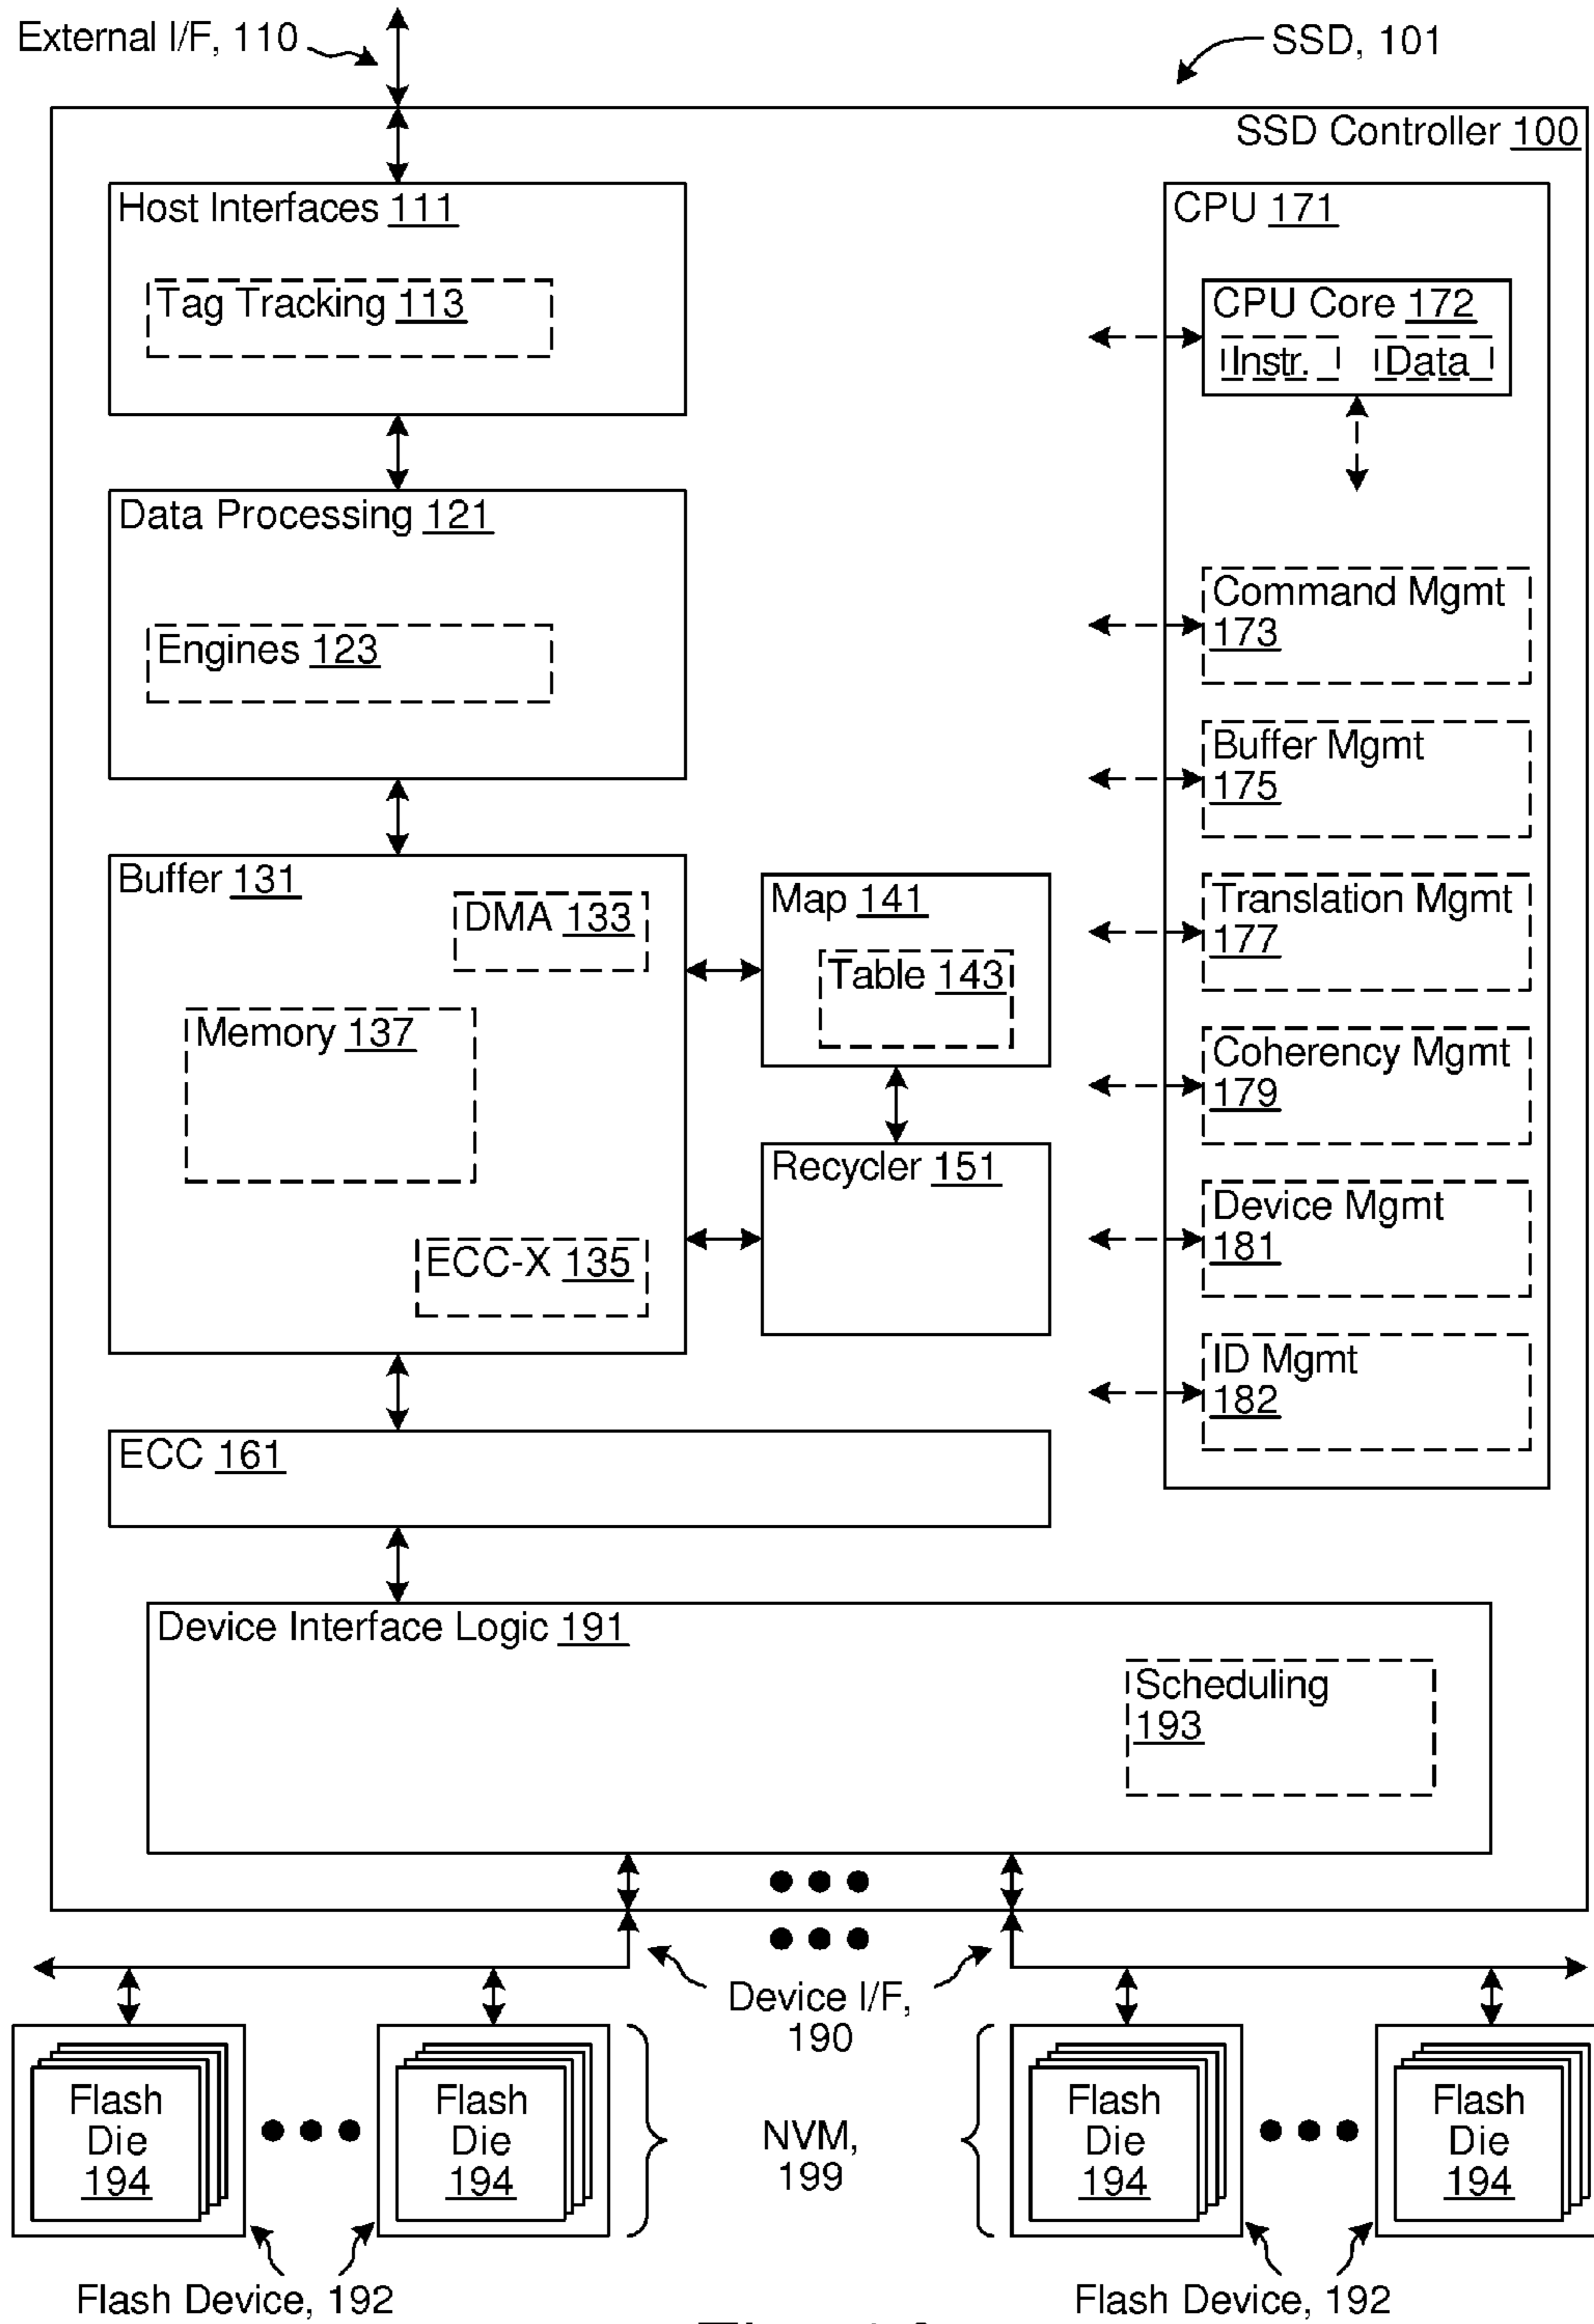 External I/F, 110
SSD, 101
SSD Controller 100
Host Interfaces 111
Tag Tracking 113
Data Processing 121
Engines 123
Buffer 131
DMA 133
Memory 137
ECC-X 135
Map 141
Table 143
Recycler 151
ECC 161
CPU 171
CPU Core 172
Instr. Data
Command Mgmt
173
Buffer Mgmt
175
Translation Mgmt
177
Coherency Mgmt
179
Device Mgmt
181
ID Mgmt
182
Device Interface Logic 191
Scheduling
193
Device I/F,
190
Flash
Die
194
Flash
Die
194
NVM,
199
Flash
Die
194
Flash
Die
194
Flash Device, 192
Flash Device, 192